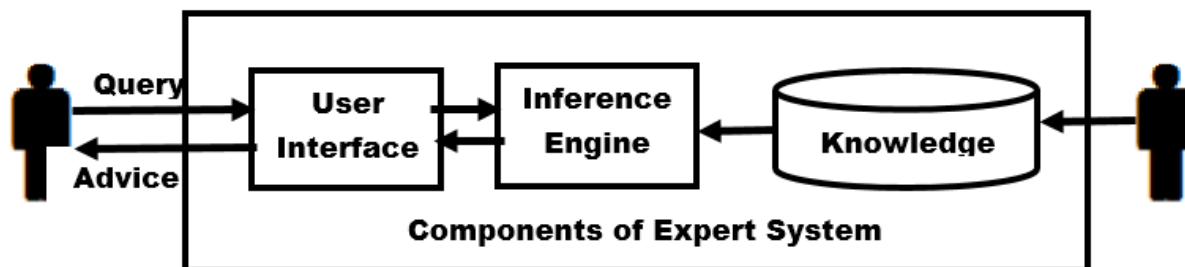 Query
Advice
User
Interface
Inference
Engine
Knowledge
Components of Expert System